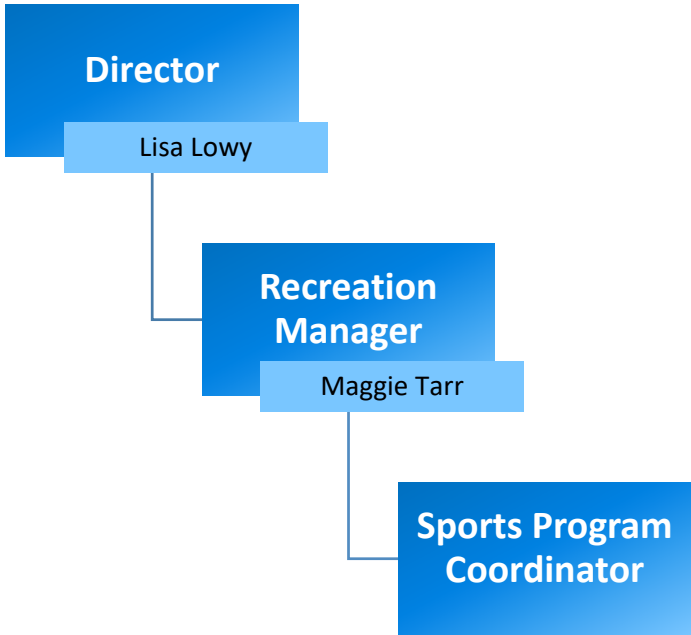 Director
Lisa Lowy
Recreation
Manager
Maggie Tarr
Sports Program
Coordinator